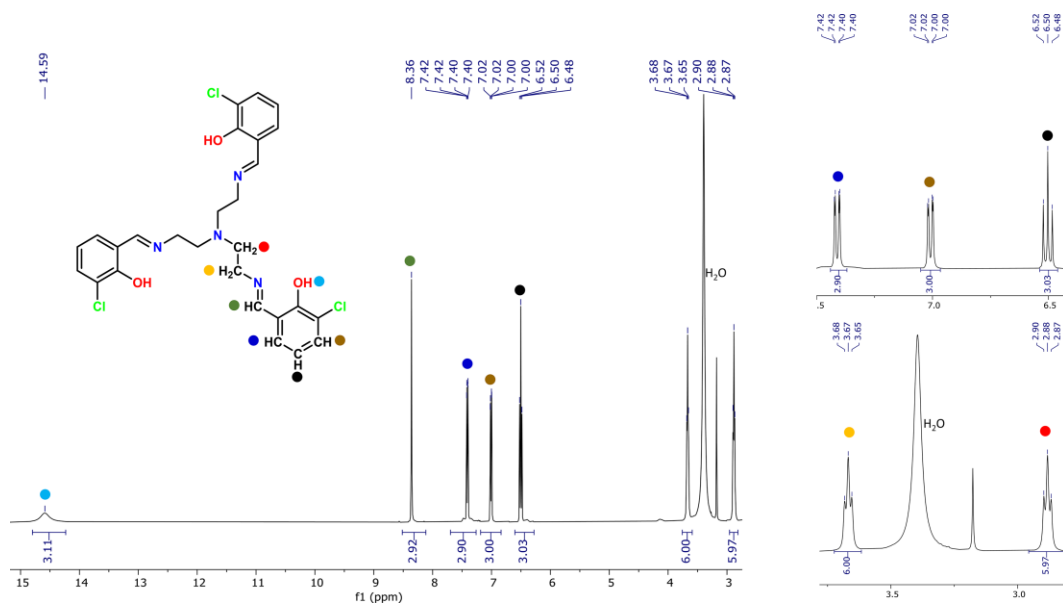 14.59
8.36
7.42
7.42
7.40
7.40
7.02
7.02
7.00
7.00
6.52
6.50
6.48
3.68
3.67
3.65
2.90
2.88
2.87
Cl
HO
N
N
OH
Cl
N
CH₂
H₂C
N
OH
HC
Cl
HC
CH
C
H
H₂O
3.11
2.92
2.90
3.00
3.03
6.00
5.97
15 14 13 12 11 10 9 8 7 6 5 4 3
f1 (ppm)
7.42
7.42
7.40
7.40
7.02
7.02
7.00
7.00
6.52
6.50
6.48
2.90
3.00
3.03
.5 7.0 6.5
3.68
3.67
3.65
2.90
2.88
2.87
H₂O
6.00
5.97
3.5 3.0